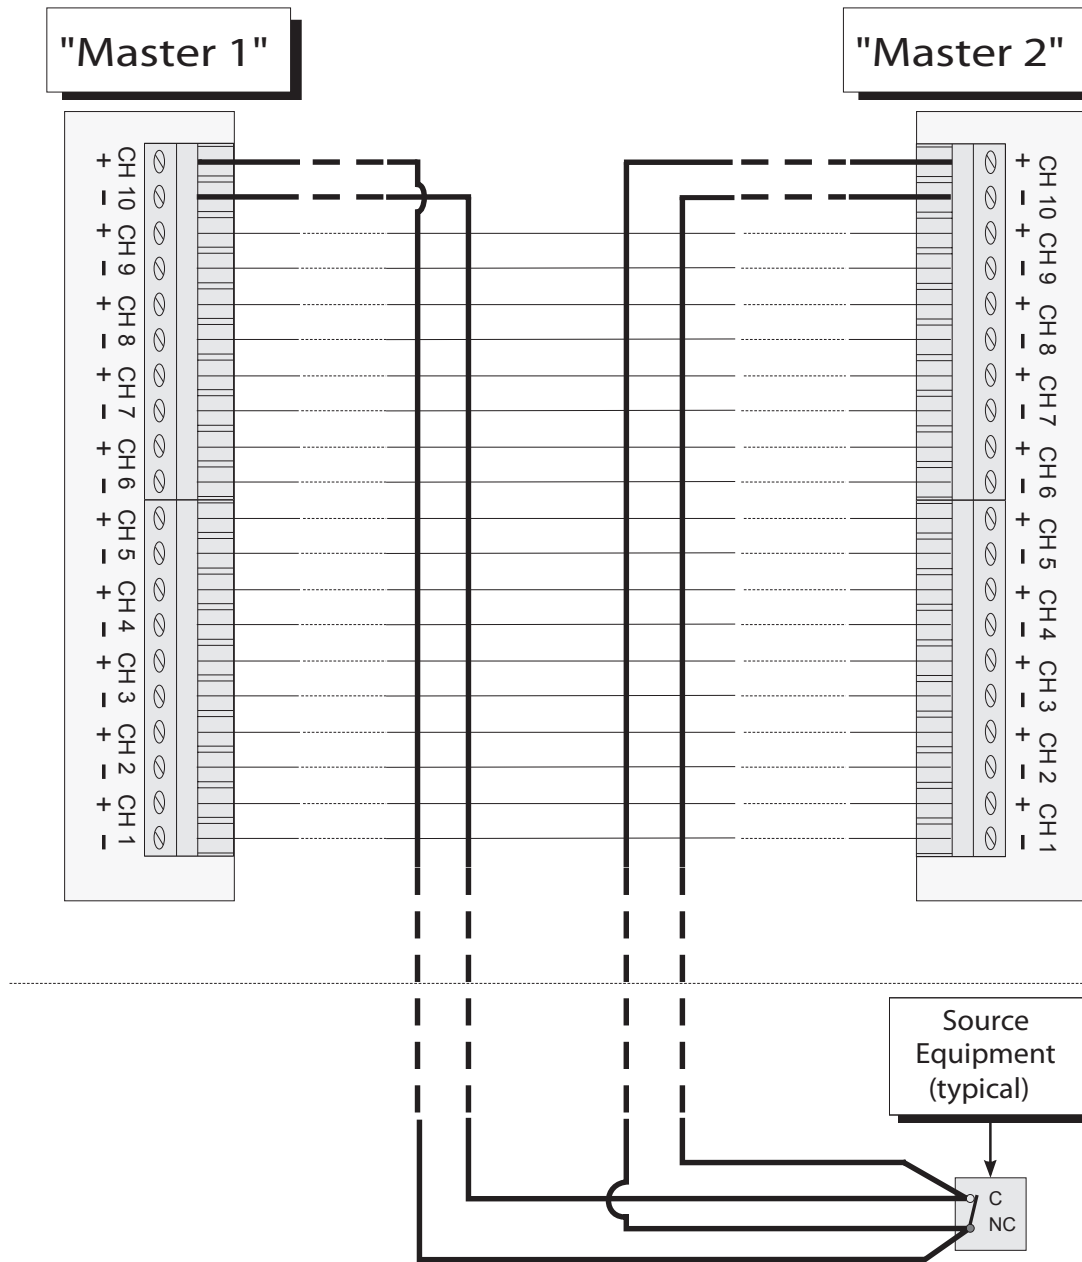 "Master 1"
"Master 2"
+ CH 10 −
+ CH 9 −
+ CH 8 −
+ CH 7 −
+ CH 6 −
+ CH 5 −
+ CH 4 −
+ CH 3 −
+ CH 2 −
+ CH 1 −
+ CH 10 −
+ CH 9 −
+ CH 8 −
+ CH 7 −
+ CH 6 −
+ CH 5 −
+ CH 4 −
+ CH 3 −
+ CH 2 −
+ CH 1 −
Source
Equipment
(typical)
C
NC